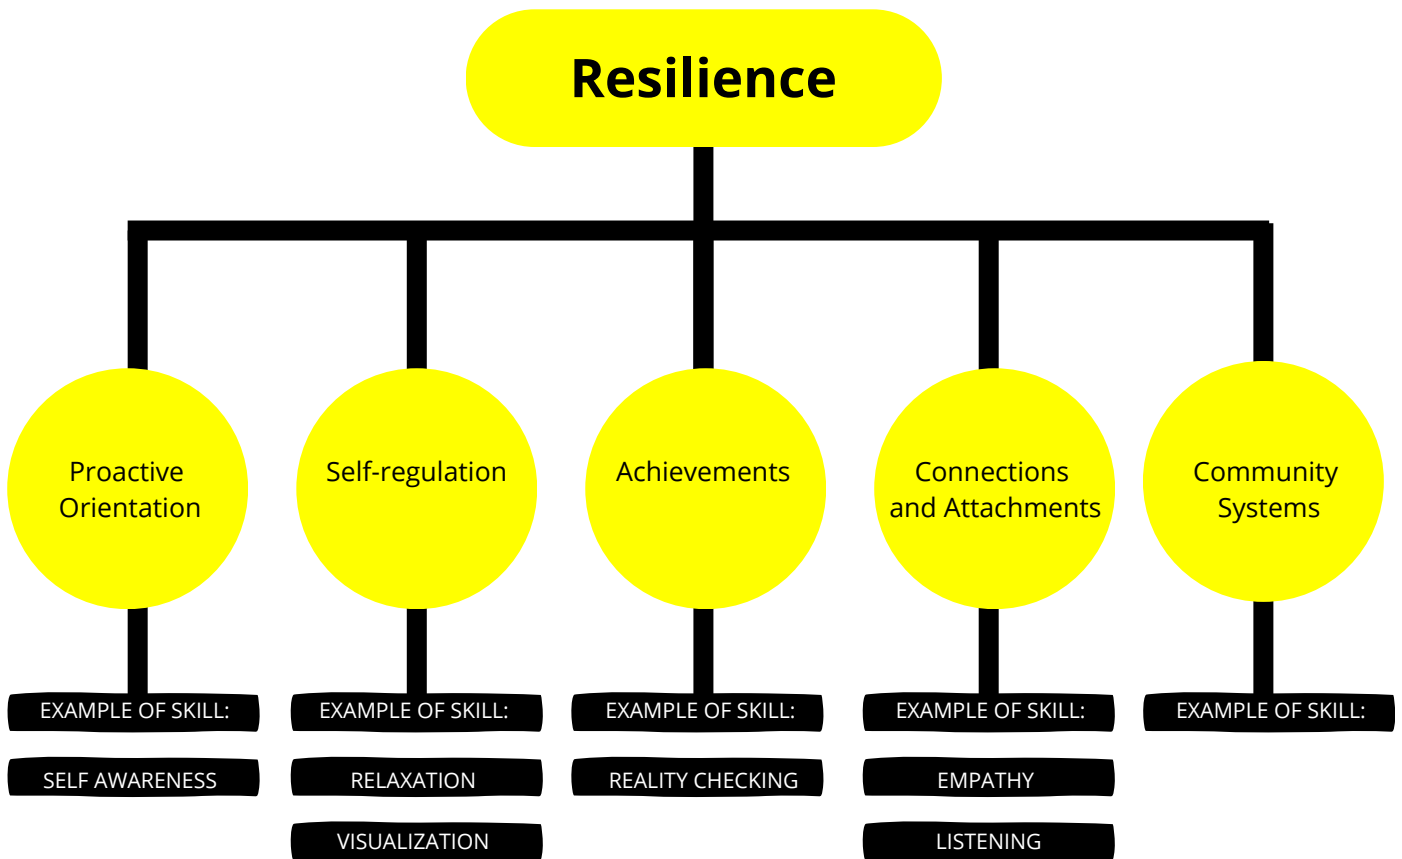 Resilience
Proactive
Orientation
Self-regulation
Achievements
Connections
and Attachments
Community
Systems
EXAMPLE OF SKILL:
EXAMPLE OF SKILL:
EXAMPLE OF SKILL:
EXAMPLE OF SKILL:
EXAMPLE OF SKILL:
SELF AWARENESS
RELAXATION
REALITY CHECKING
EMPATHY
VISUALIZATION
LISTENING